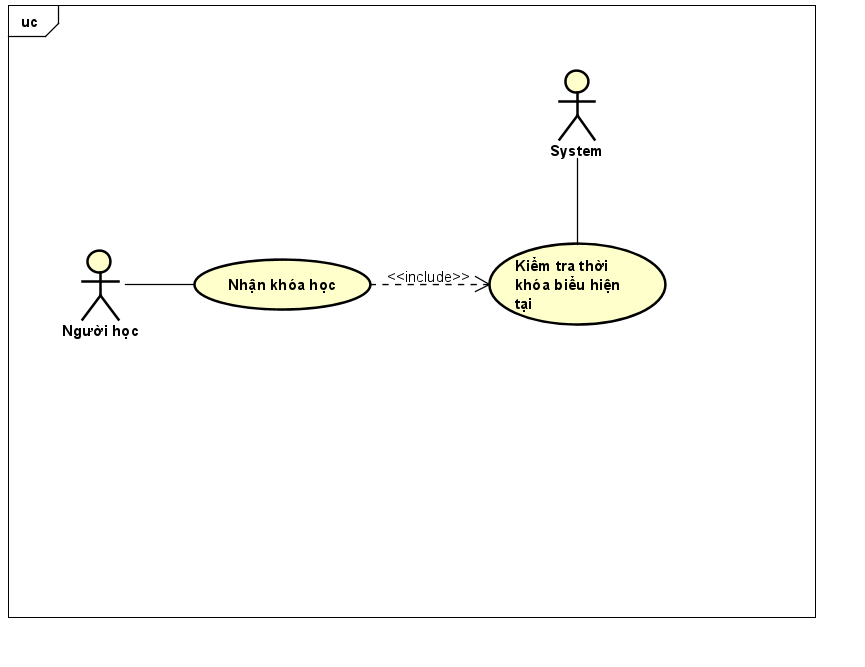 uc
System
Người học
Nhận khóa học
<<include>>
Kiểm tra thời
khóa biểu hiện
tại